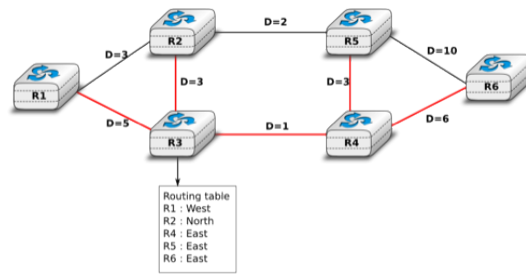 D=2
R2
R5
D=3
D=10
R1
D=3
D=3
R6
D=5
D=1
D=6
R3
R4
Routing table
R1 : West
R2 : North
R4 : East
R5 : East
R6 : East